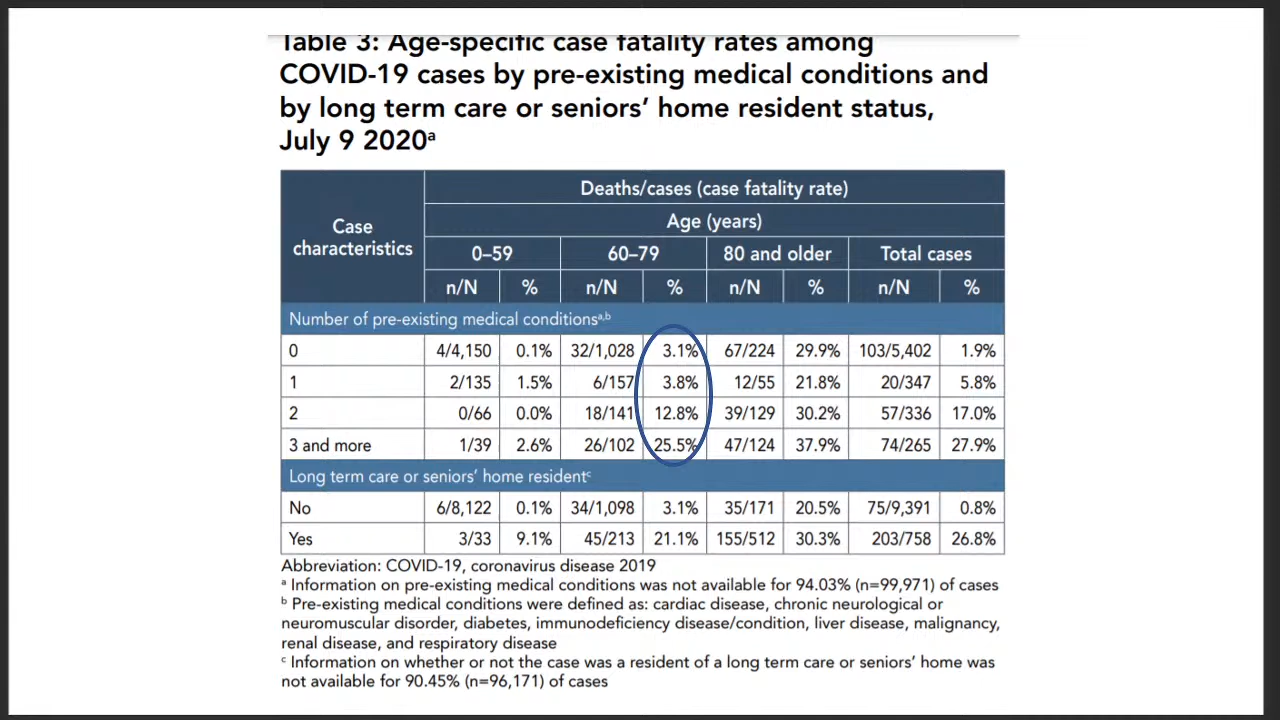 Table 3: Age-specific case fatality rates among
COVID-19 cases by pre-existing medical conditions and
by long term care or seniors’ home resident status,
July 9 2020ᵃ
Case characteristics
Deaths/cases (case fatality rate)
Age (years)
0–59 60–79 80 and older Total cases
n/N % n/N % n/N % n/N %
Number of pre-existing medical conditionsᵃ,ᵇ
0 4/4,150 0.1% 32/1,028 3.1% 67/224 29.9% 103/5,402 1.9%
1 2/135 1.5% 6/157 3.8% 12/55 21.8% 20/347 5.8%
2 0/66 0.0% 18/141 12.8% 39/129 30.2% 57/336 17.0%
3 and more 1/39 2.6% 26/102 25.5% 47/124 37.9% 74/265 27.9%
Long term care or seniors’ home residentᶜ
No 6/8,122 0.1% 34/1,098 3.1% 35/171 20.5% 75/9,391 0.8%
Yes 3/33 9.1% 45/213 21.1% 155/512 30.3% 203/758 26.8%
Abbreviation: COVID-19, coronavirus disease 2019
ᵃ Information on pre-existing medical conditions was not available for 94.03% (n=99,971) of cases
ᵇ Pre-existing medical conditions were defined as: cardiac disease, chronic neurological or
neuromuscular disorder, diabetes, immunodeficiency disease/condition, liver disease, malignancy,
renal disease, and respiratory disease
ᶜ Information on whether or not the case was a resident of a long term care or seniors’ home was
not available for 90.45% (n=96,171) of cases